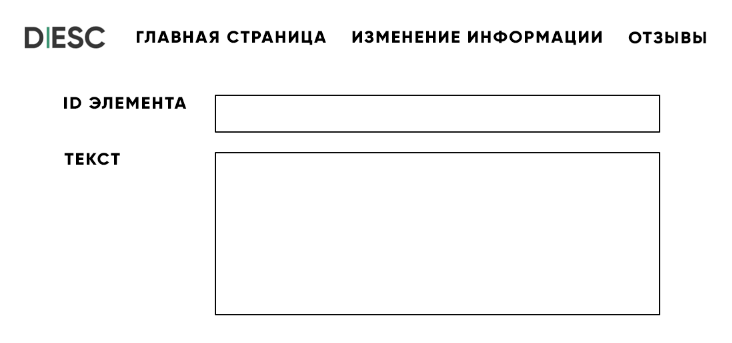 DIESC ГЛАВНАЯ СТРАНИЦА ИЗМЕНЕНИЕ ИНФОРМАЦИИ ОТЗЫВЫ
ID ЭЛЕМЕНТА
ТЕКСТ